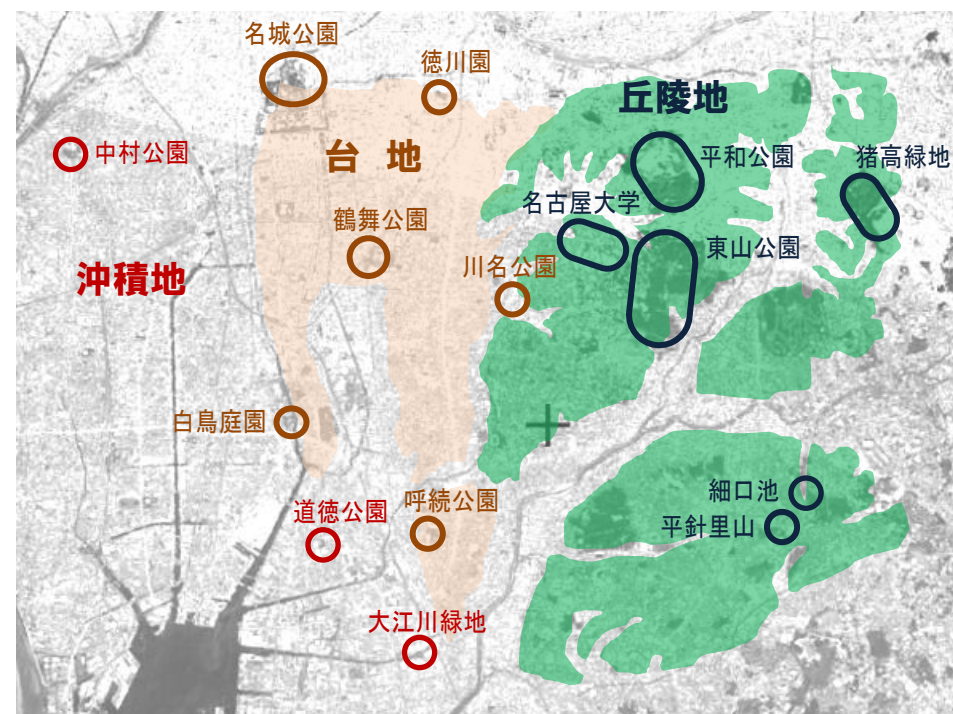 名城公園
徳川園
丘陵地
中村公園
台 地
平和公園
猪高緑地
名古屋大学
鶴舞公園
東山公園
川名公園
沖積地
白鳥庭園
細口池
呼続公園
道徳公園
平針里山
大江川緑地